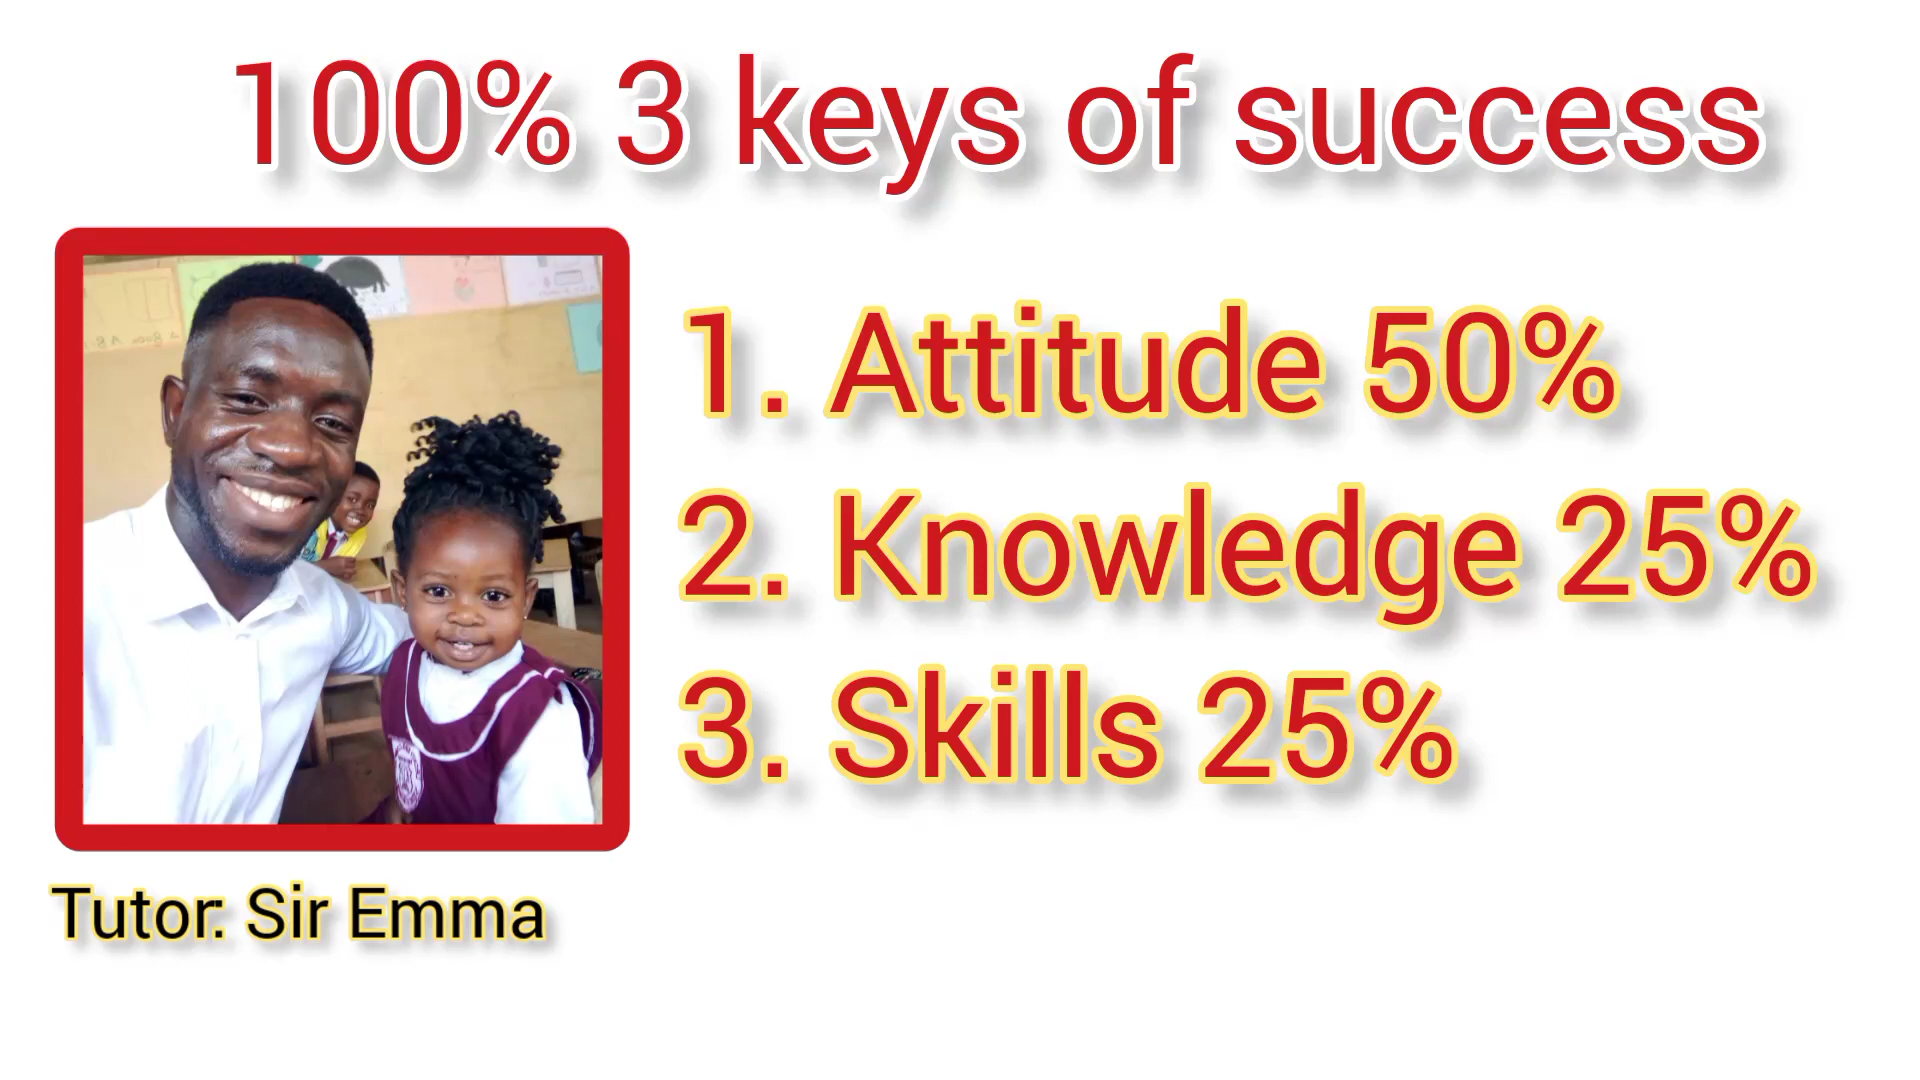 100% 3 keys of success
1. Attitude 50%
2. Knowledge 25%
3. Skills 25%
Tutor: Sir Emma